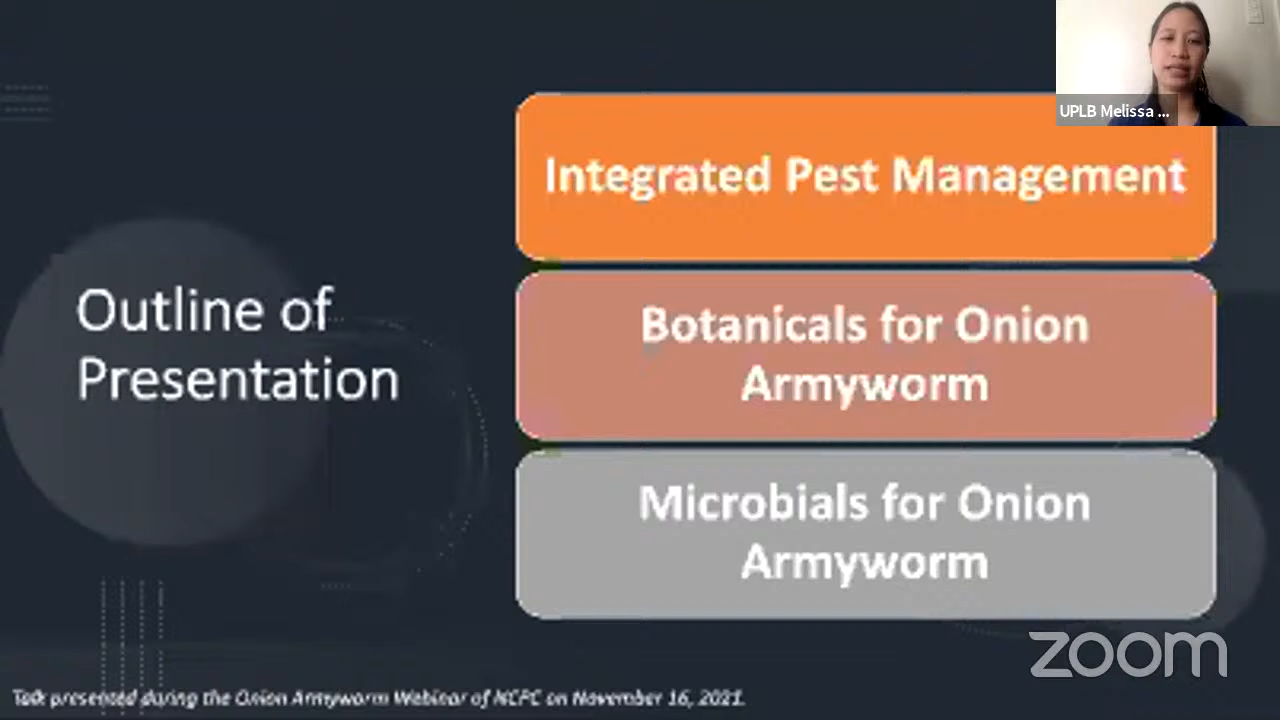 UPLB Melissa ...
Integrated Pest Management
Outline of
Presentation
Botanicals for Onion
Armyworm
Microbials for Onion
Armyworm
zoom
Talk presented during the Onion Armyworm Webinar of NCPC on November 16, 2021.